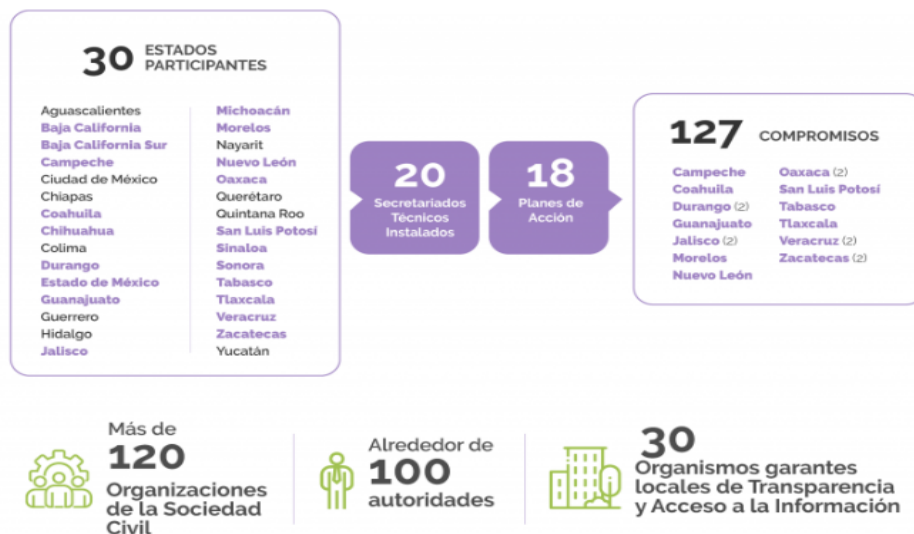 30 ESTADOS
PARTICIPANTES
Aguascalientes
Baja California
Baja California Sur
Campeche
Ciudad de México
Chiapas
Coahuila
Chihuahua
Colima
Durango
Estado de México
Guanajuato
Guerrero
Hidalgo
Jalisco
Michoacán
Morelos
Nayarit
Nuevo León
Oaxaca
Querétaro
Quintana Roo
San Luis Potosí
Sinaloa
Sonora
Tabasco
Tlaxcala
Veracruz
Zacatecas
Yucatán
20
Secretariados
Técnicos
Instalados
18
Planes de
Acción
127 COMPROMISOS
Campeche
Coahuila
Durango (2)
Guanajuato
Jalisco (2)
Morelos
Nuevo León
Oaxaca (2)
San Luis Potosí
Tabasco
Tlaxcala
Veracruz (2)
Zacatecas (2)
Más de
120
Organizaciones
de la Sociedad
Civil
Alrededor de
100
autoridades
30
Organismos garantes
locales de Transparencia
y Acceso a la Información